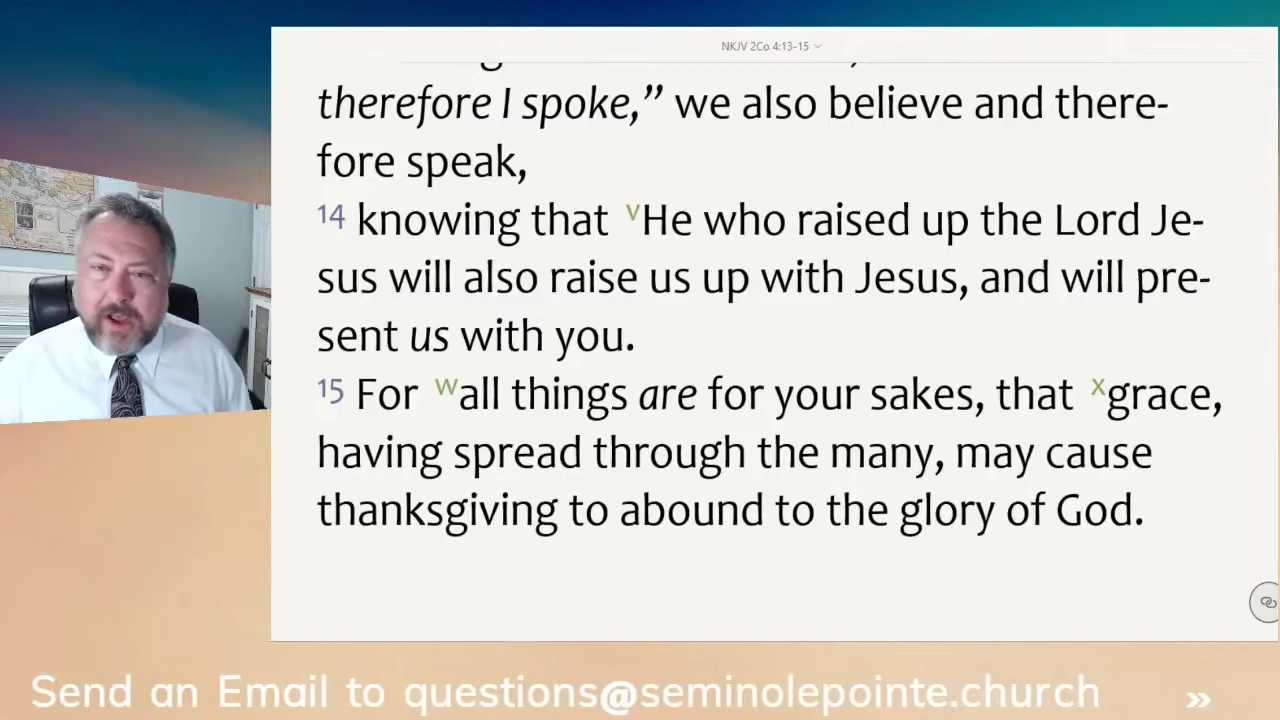 NKJV 2Co 4:13-15
therefore I spoke,” we also believe and there-
fore speak,
14 knowing that vHe who raised up the Lord Je-
sus will also raise us up with Jesus, and will pre-
sent us with you.
15 For wall things are for your sakes, that xgrace,
having spread through the many, may cause
thanksgiving to abound to the glory of God.
Send an Email to questions@seminolepointe.church »